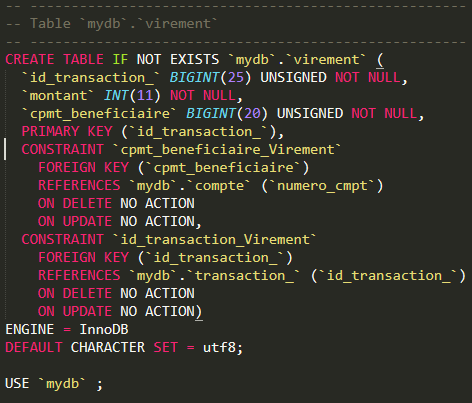 -- -----------------------------------------------------
-- Table `mydb`.`virement`
-- -----------------------------------------------------
CREATE TABLE IF NOT EXISTS `mydb`.`virement` (
  `id_transaction_` BIGINT(25) UNSIGNED NOT NULL,
  `montant` INT(11) NOT NULL,
  `cpmt_beneficiaire` BIGINT(20) UNSIGNED NOT NULL,
  PRIMARY KEY (`id_transaction_`),
  CONSTRAINT `cpmt_beneficiaire_Virement`
    FOREIGN KEY (`cpmt_beneficiaire`)
    REFERENCES `mydb`.`compte` (`numero_cmpt`)
    ON DELETE NO ACTION
    ON UPDATE NO ACTION,
  CONSTRAINT `id_transaction_Virement`
    FOREIGN KEY (`id_transaction_`)
    REFERENCES `mydb`.`transaction_` (`id_transaction_`)
    ON DELETE NO ACTION
    ON UPDATE NO ACTION)
ENGINE = InnoDB
DEFAULT CHARACTER SET = utf8;
USE `mydb` ;